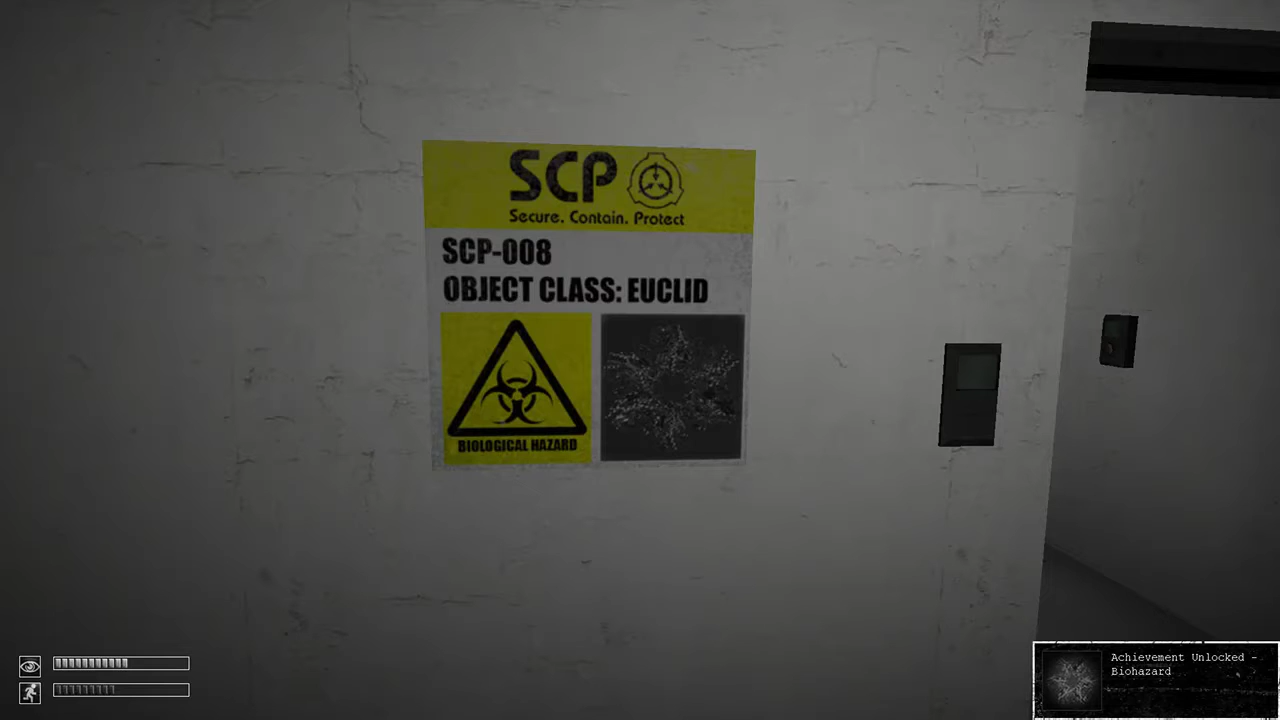 SCP
Secure. Contain. Protect
SCP-008
OBJECT CLASS: EUCLID
BIOLOGICAL HAZARD
Achievement Unlocked -
Biohazard